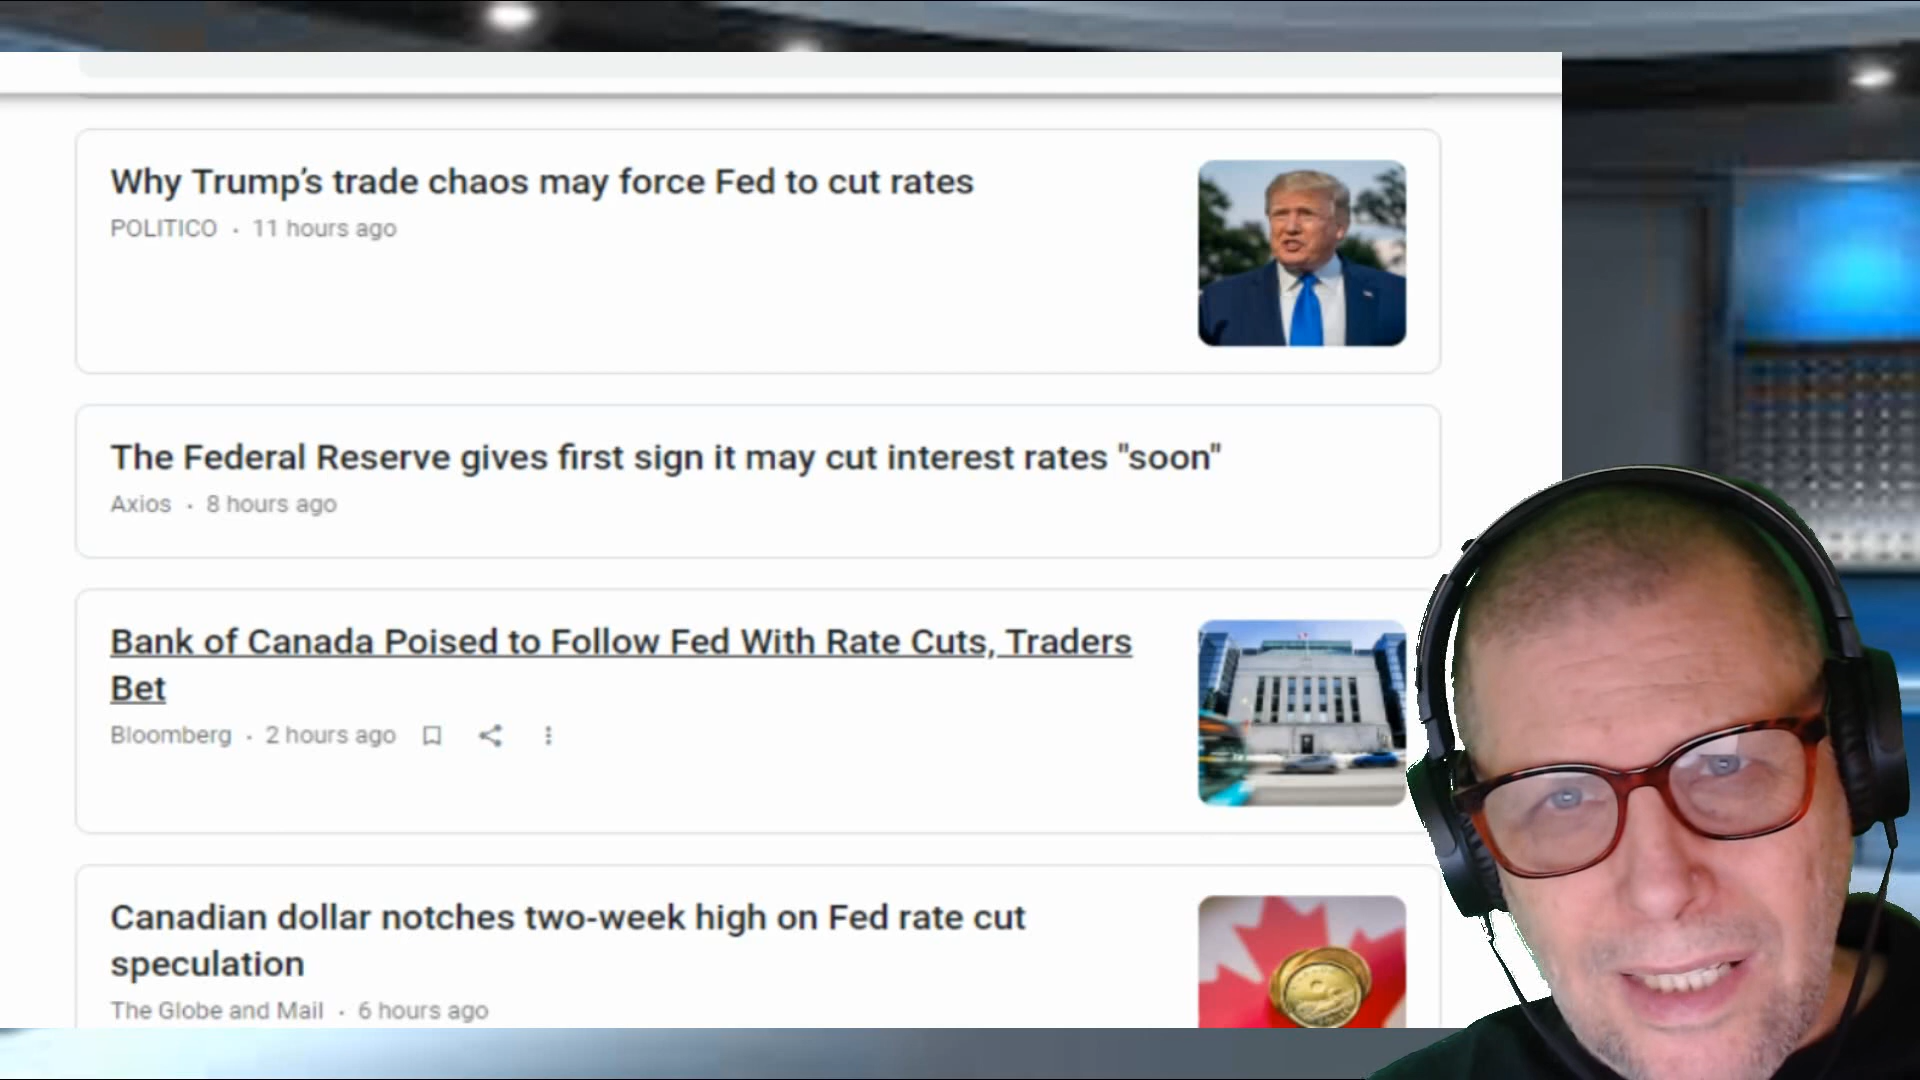 Why Trump’s trade chaos may force Fed to cut rates
POLITICO · 11 hours ago
The Federal Reserve gives first sign it may cut interest rates "soon"
Axios · 8 hours ago
Bank of Canada Poised to Follow Fed With Rate Cuts, Traders
Bet
Bloomberg · 2 hours ago
Canadian dollar notches two-week high on Fed rate cut
speculation
The Globe and Mail · 6 hours ago